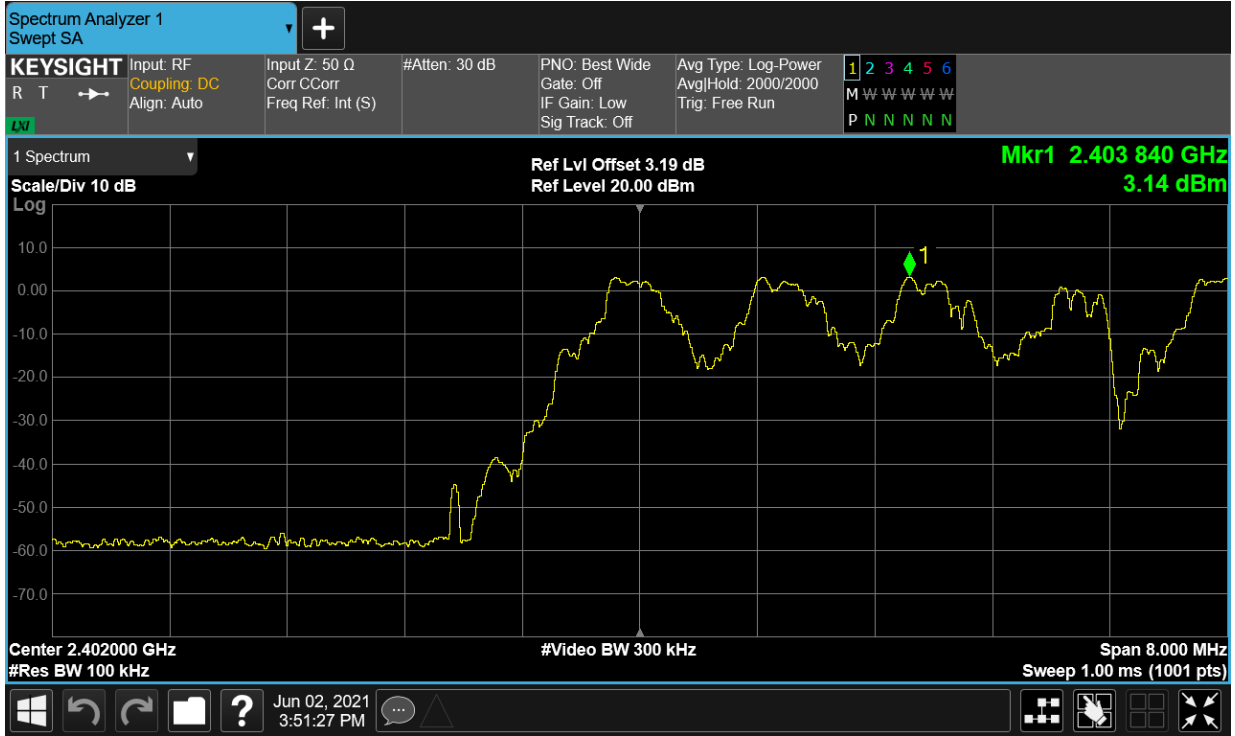 Spectrum Analyzer 1
Swept SA
KEYSIGHT
R T
LXI
Input: RF
Coupling: DC
Align: Auto
Input Z: 50 Ω
Corr CCorr
Freq Ref: Int (S)
#Atten: 30 dB
PNO: Best Wide
Gate: Off
IF Gain: Low
Sig Track: Off
Avg Type: Log-Power
Avg|Hold: 2000/2000
Trig: Free Run
1 2 3 4 5 6
M W W W W W
P N N N N N N
1 Spectrum
Scale/Div 10 dB
Log
Ref Lvl Offset 3.19 dB
Ref Level 20.00 dBm
Mkr1 2.403 840 GHz
3.14 dBm
1
10.0
0.00
-10.0
-20.0
-30.0
-40.0
-50.0
-60.0
-70.0
Center 2.402000 GHz
#Res BW 100 kHz
#Video BW 300 kHz
Span 8.000 MHz
Sweep 1.00 ms (1001 pts)
?
Jun 02, 2021
3:51:27 PM